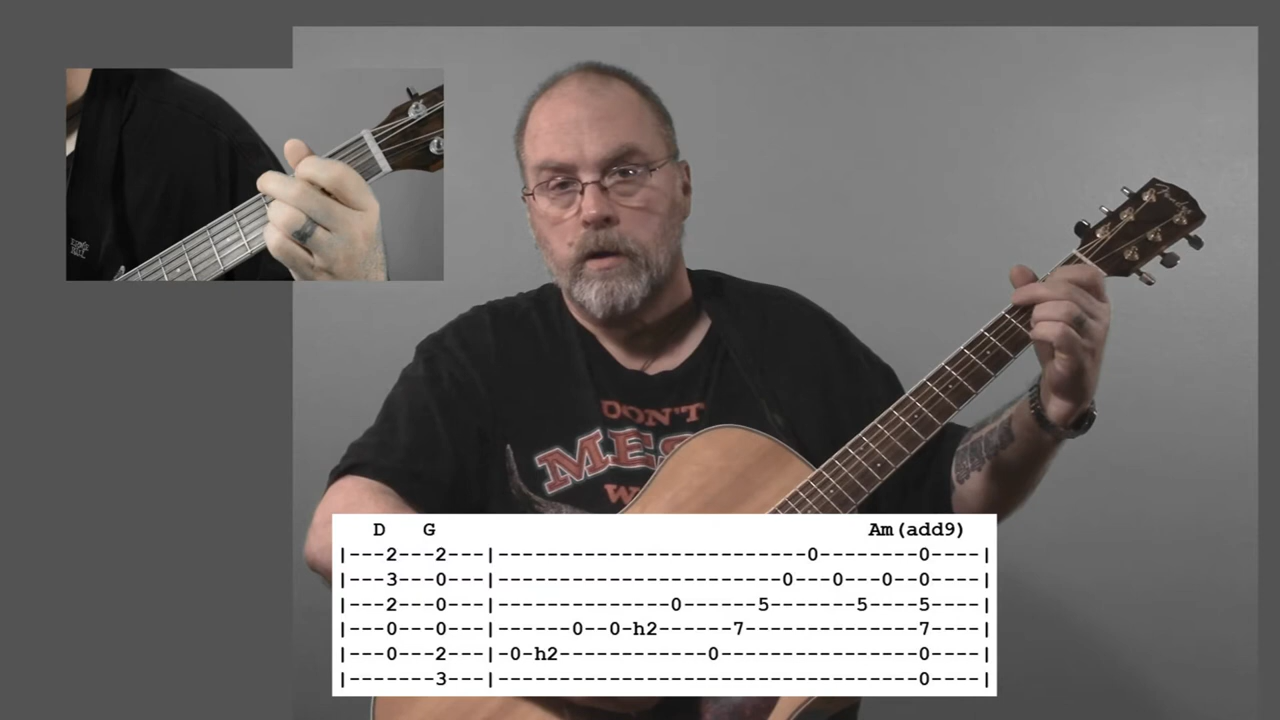 Fender
DON'T
MES
W
D G Am(add9)
|---2---2---|-------------------------0--------0----|
|---3---0---|-----------------------0---0---0--0----|
|---2---0---|--------------0------5-------5----5----|
|---0---0---|------0--0-h2------7--------------7----|
|---0---2---|-0-h2------------0----------------0----|
|-------3---|----------------------------------0----|